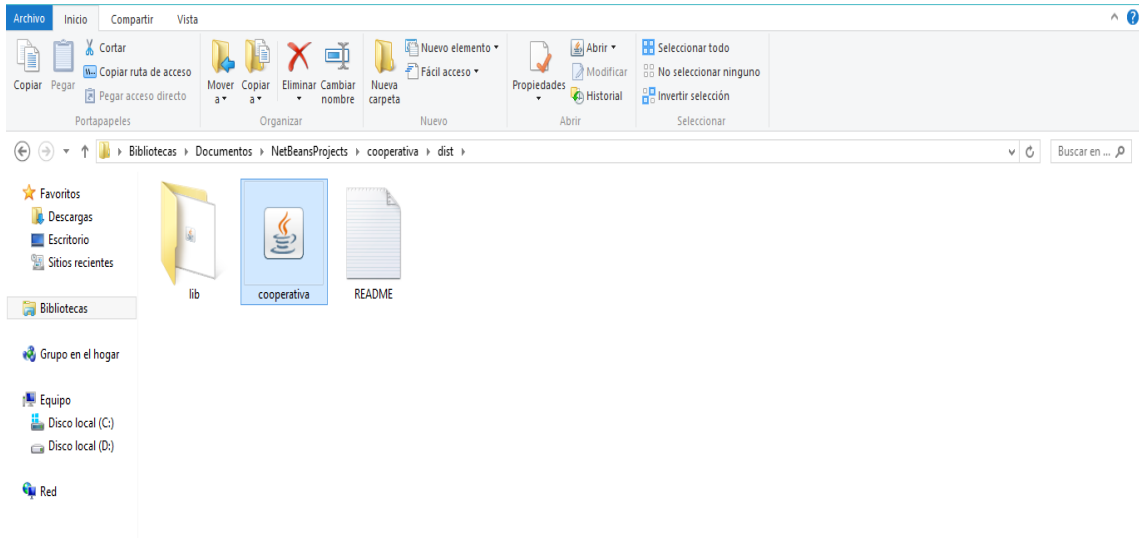 Archivo Inicio Compartir Vista
Copiar
Pegar
Cortar
Copiar ruta de acceso
Pegar acceso directo
Portapapeles
Mover a
Copiar a
Eliminar
Cambiar nombre
Organizar
Nueva carpeta
Nuevo elemento
Fácil acceso
Nuevo
Propiedades
Abrir
Modificar
Historial
Abrir
Seleccionar todo
No seleccionar ninguno
Invertir selección
Seleccionar
Bibliotecas Documentos NetBeansProjects cooperativa dist
Buscar en ...
Favoritos
Descargas
Escritorio
Sitios recientes
Bibliotecas
Grupo en el hogar
Equipo
Disco local (C:)
Disco local (D:)
Red
lib
cooperativa
README